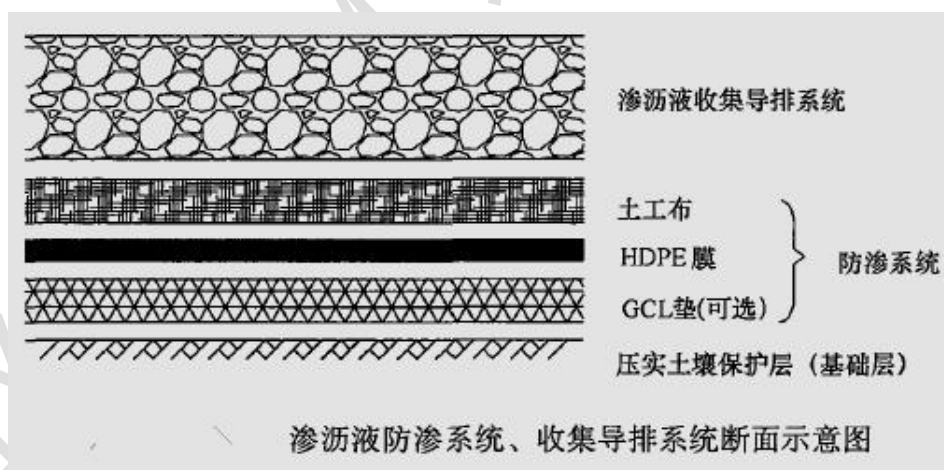 渗沥液收集导排系统
土工布
HDPE膜
防渗系统
GCL垫(可选)
压实土壤保护层（基础层）
渗沥液防渗系统、收集导排系统断面示意图